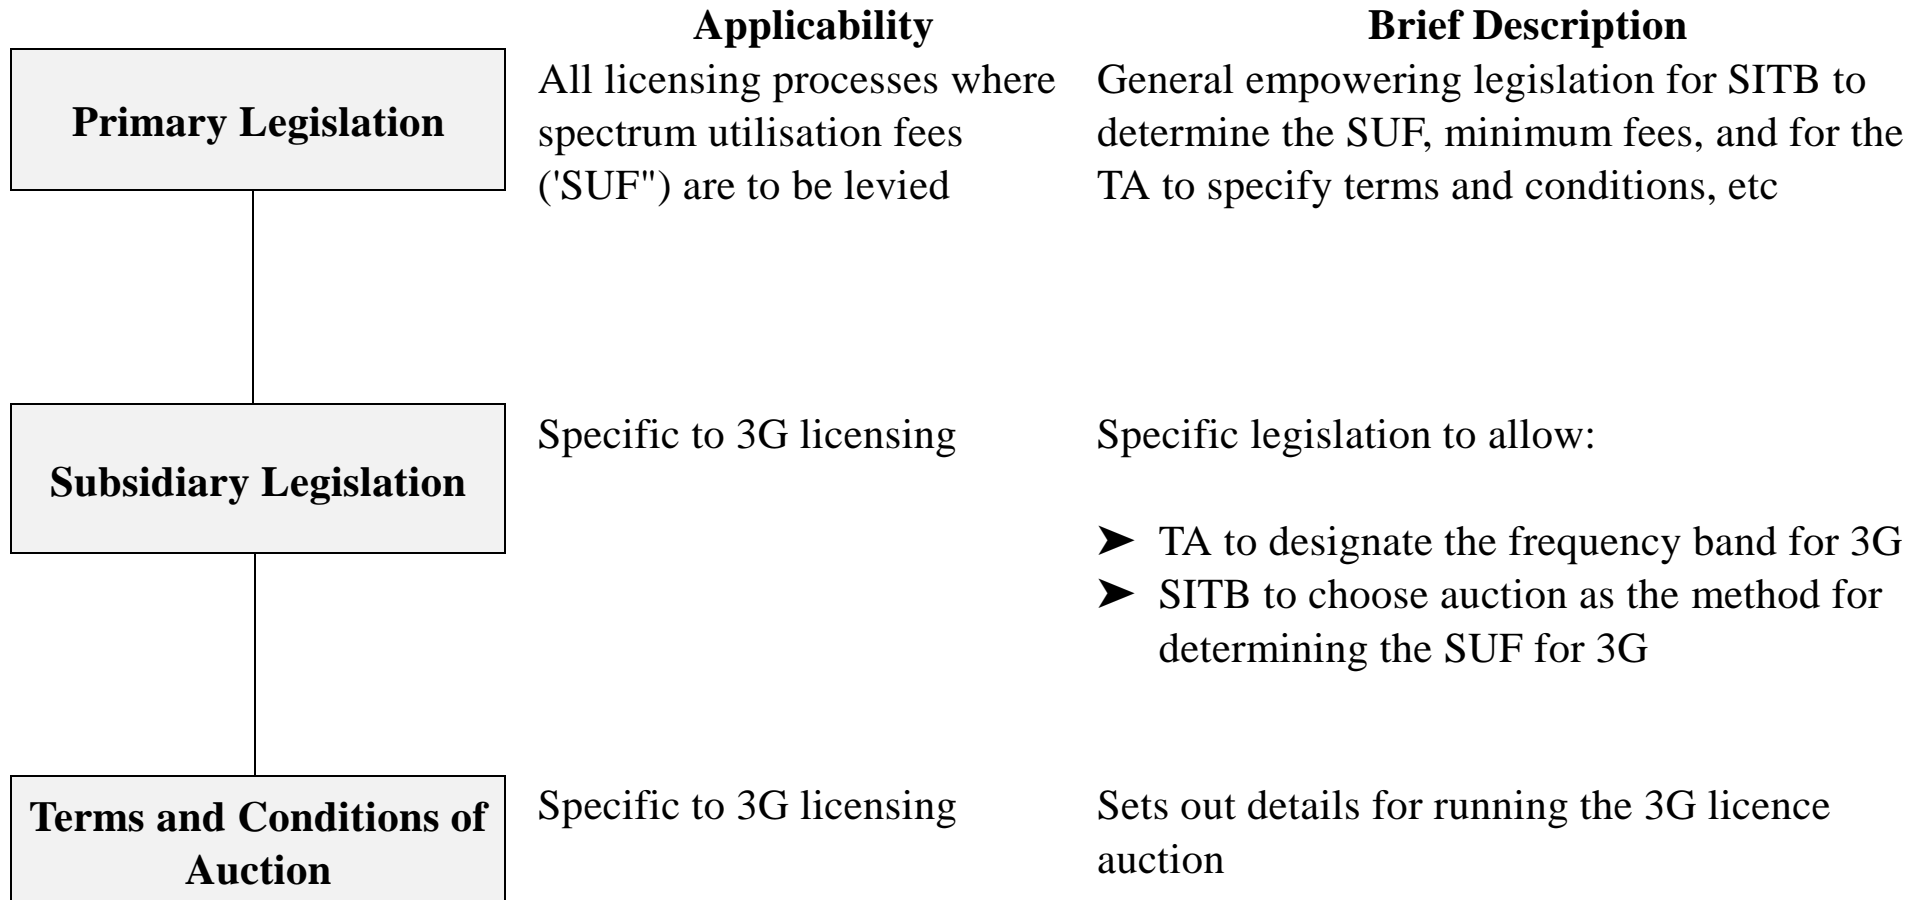 Applicability
Brief Description
Primary Legislation
All licensing processes where
spectrum utilisation fees
('SUF") are to be levied
General empowering legislation for SITB to
determine the SUF, minimum fees, and for the
TA to specify terms and conditions, etc
Subsidiary Legislation
Specific to 3G licensing
Specific legislation to allow:
➤ TA to designate the frequency band for 3G
➤ SITB to choose auction as the method for
determining the SUF for 3G
Terms and Conditions of
Auction
Specific to 3G licensing
Sets out details for running the 3G licence
auction